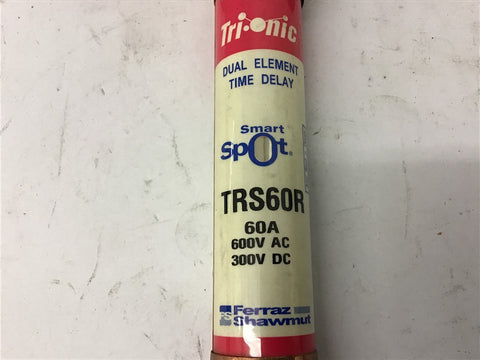 Tri-onic
DUAL ELEMENT
TIME DELAY
Smart
Spot®
TRS60R
60A
600V AC
300V DC
Ferraz
Shawmut